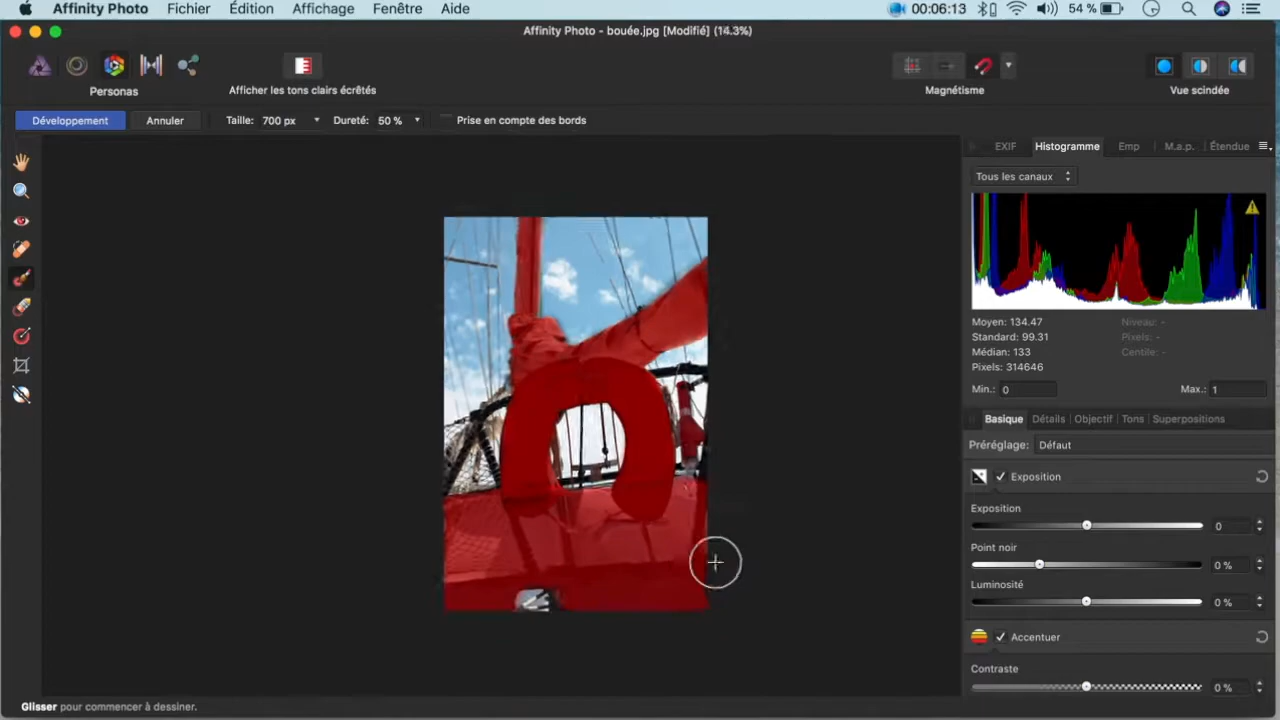 Affinity Photo Fichier Édition Affichage Fenêtre Aide 00:06:13 54 %
Affinity Photo - bouée.jpg [Modifié] (14.3%)
Personas Afficher les tons clairs écrêtés Magnétisme Vue scindée
Développement Annuler Taille: 700 px Dureté: 50 % Prise en compte des bords
EXIF Histogramme Emp M.a.p. Étendue
Tous les canaux
Moyen: 134.47 Niveau: -
Standard: 99.31 Pixels: -
Médian: 133 Centile: -
Pixels: 314646
Min.: 0 Max.: 1
Basique Détails Objectif Tons Superpositions
Préréglage: Défaut
Exposition
Exposition
0
Point noir
0 %
Luminosité
0 %
Accentuer
Contraste
0 %
Glisser pour commencer à dessiner.